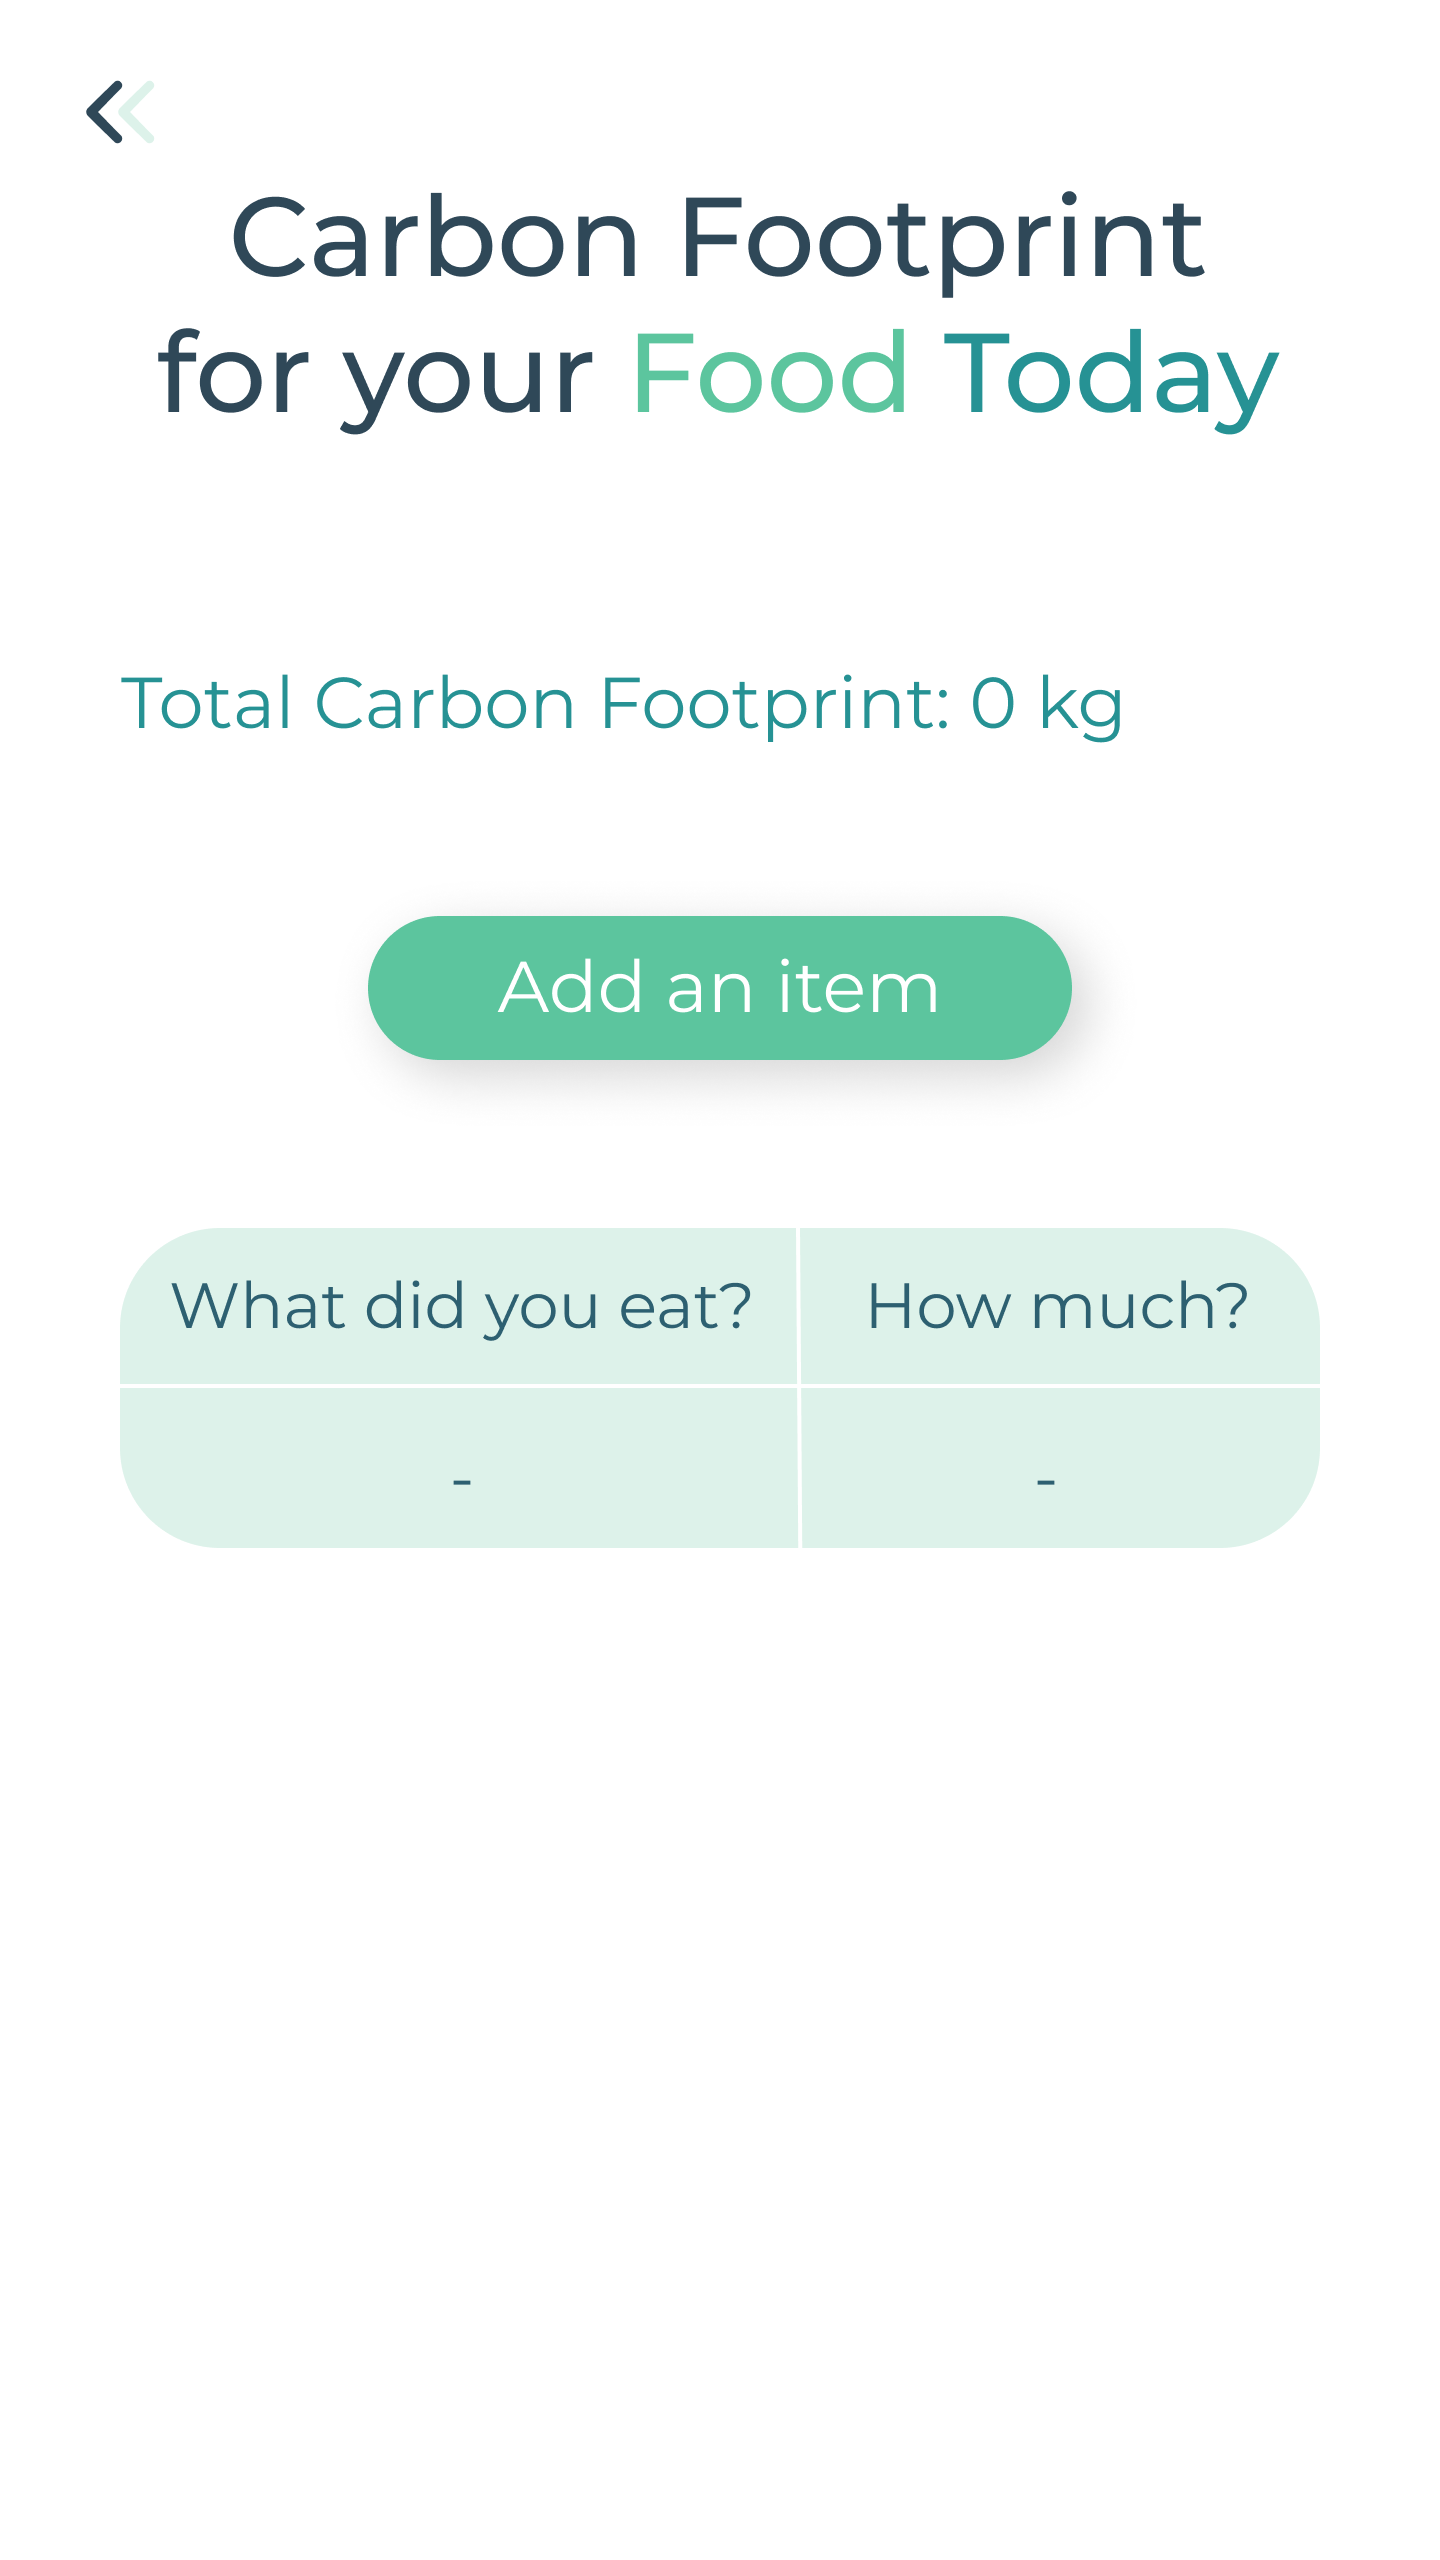 Carbon Footprint
for your Food Today
Total Carbon Footprint: 0 kg
Add an item
What did you eat? How much?
- -